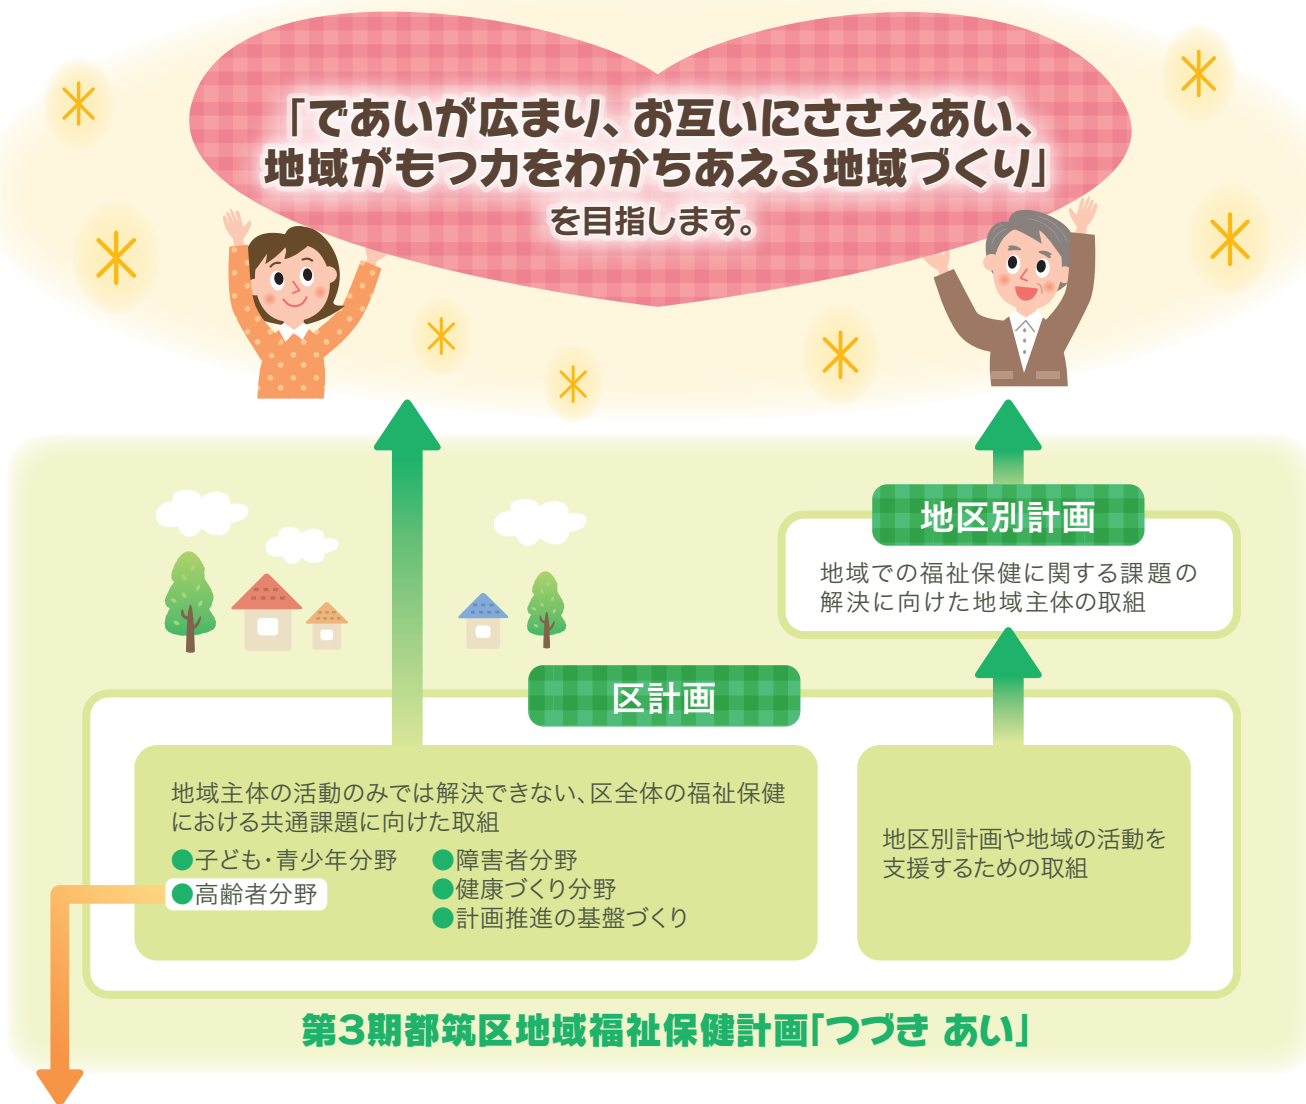 「であいが広まり、お互いにささえあい、
地域がもつ力をわかちあえる地域づくり」
を目指します。
地区別計画
地域での福祉保健に関する課題の
解決に向けた地域主体の取組
区計画
地域主体の活動のみでは解決できない、区全体の福祉保健
における共通課題に向けた取組
●子ども・青少年分野
●高齢者分野
●障害者分野
●健康づくり分野
●計画推進の基盤づくり
地区別計画や地域の活動を
支援するための取組
第3期都筑区地域福祉保健計画「つづき あい」